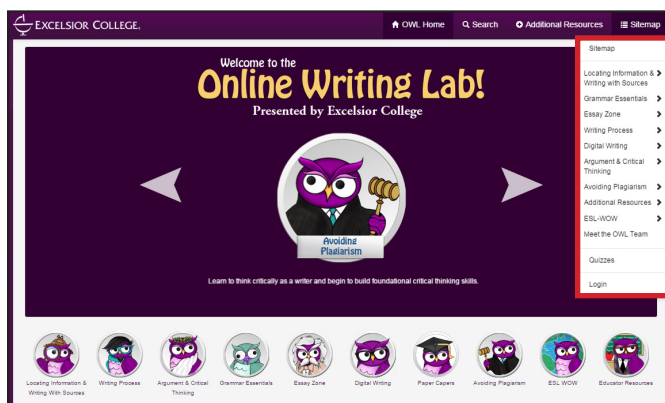 EXCELSIOR COLLEGE.
OWL Home
Search
Additional Resources
Sitemap
Sitemap
Locating Information &
Writing with Sources
Grammar Essentials
Essay Zone
Writing Process
Digital Writing
Argument & Critical
Thinking
Avoiding Plagiarism
Additional Resources
ESL-WOW
Meet the OWL Team
Quizzes
Login
Welcome to the
Online Writing Lab!
Presented by Excelsior College
Avoiding
Plagiarism
Learn to think critically as a writer and begin to build foundational critical thinking skills.
Locating Information &
Writing With Sources
Writing Process
Argument & Critical
Thinking
Grammar Essentials
Essay Zone
Digital Writing
Paper Capers
Avoiding Plagiarism
ESL WOW
Educator Resources